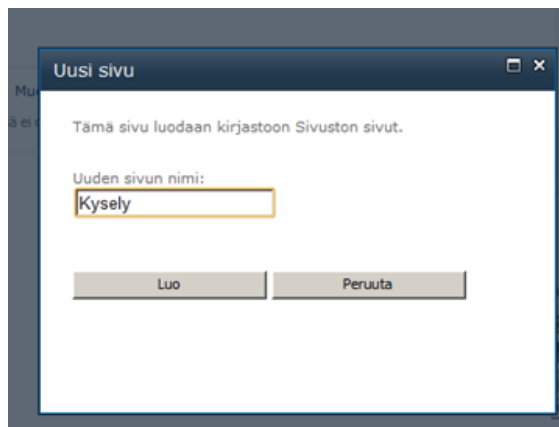 Uusi sivu
Tämä sivu luodaan kirjastoon Sivuston sivut.
Uuden sivun nimi:
Kysely
Luo Peruuta